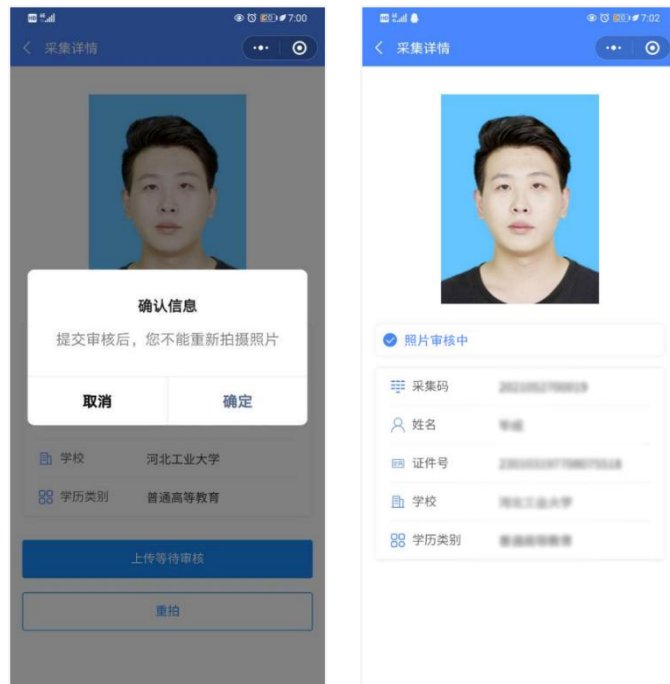 7:00
采集详情
确认信息
提交审核后，您不能重新拍摄照片
取消
确定
学校
河北工业大学
学历类别
普通高等教育
上传等待审核
重拍
7:02
采集详情
照片审核中
采集码
姓名
证件号
学校
学历类别